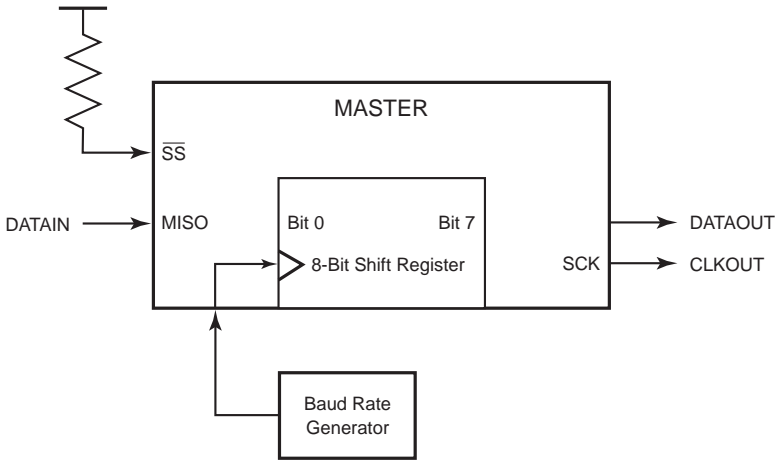 MASTER
SS
DATAIN
MISO
Bit 0
Bit 7
DATAOUT
8-Bit Shift Register
SCK
CLKOUT
Baud Rate
Generator